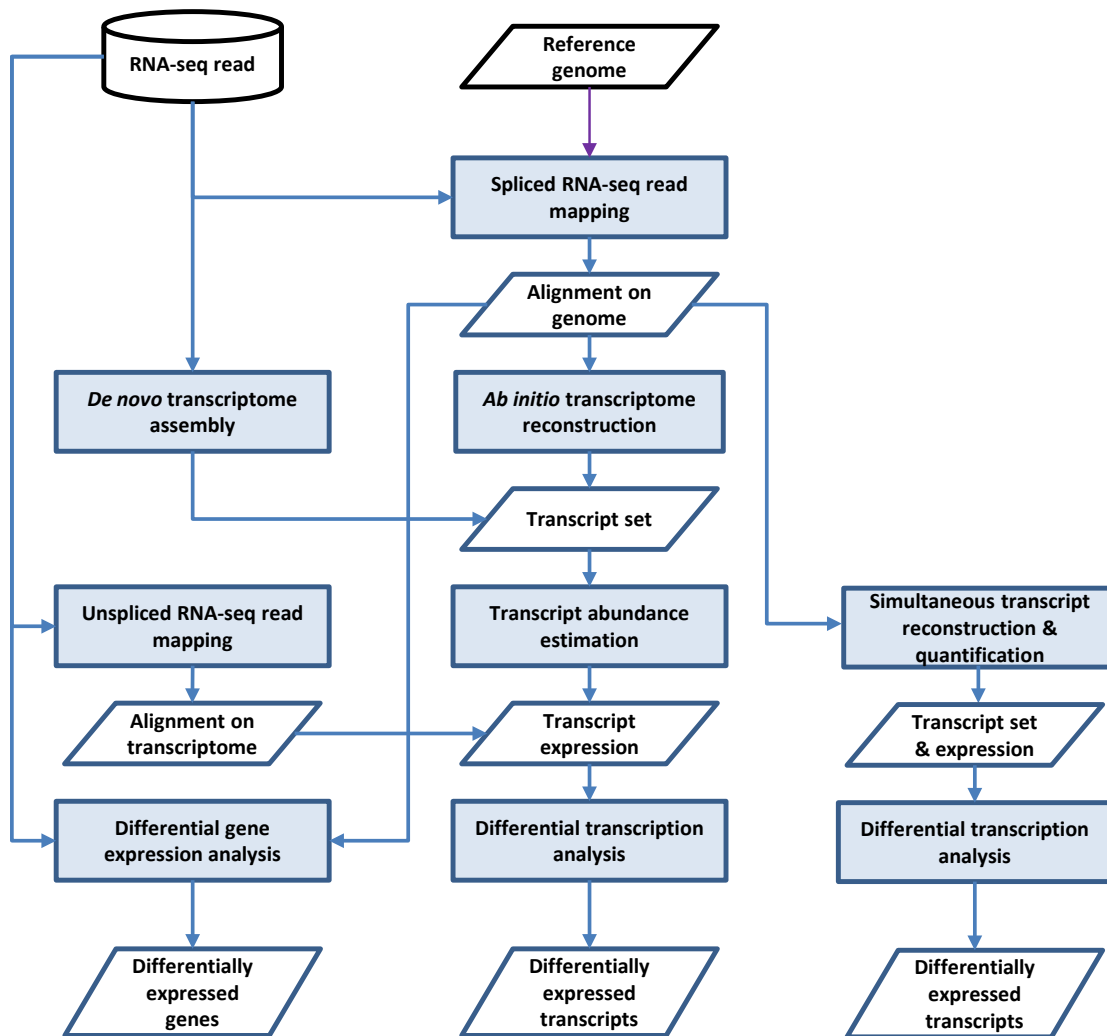 RNA-seq read
Reference
genome
Spliced RNA-seq read
mapping
Alignment on
genome
De novo transcriptome
assembly
Ab initio transcriptome
reconstruction
Transcript set
Unspliced RNA-seq read
mapping
Transcript abundance
estimation
Simultaneous transcript
reconstruction &
quantification
Alignment on
transcriptome
Transcript
expression
Transcript set
& expression
Differential gene
expression analysis
Differential transcription
analysis
Differential transcription
analysis
Differentially
expressed
genes
Differentially
expressed
transcripts
Differentially
expressed
transcripts